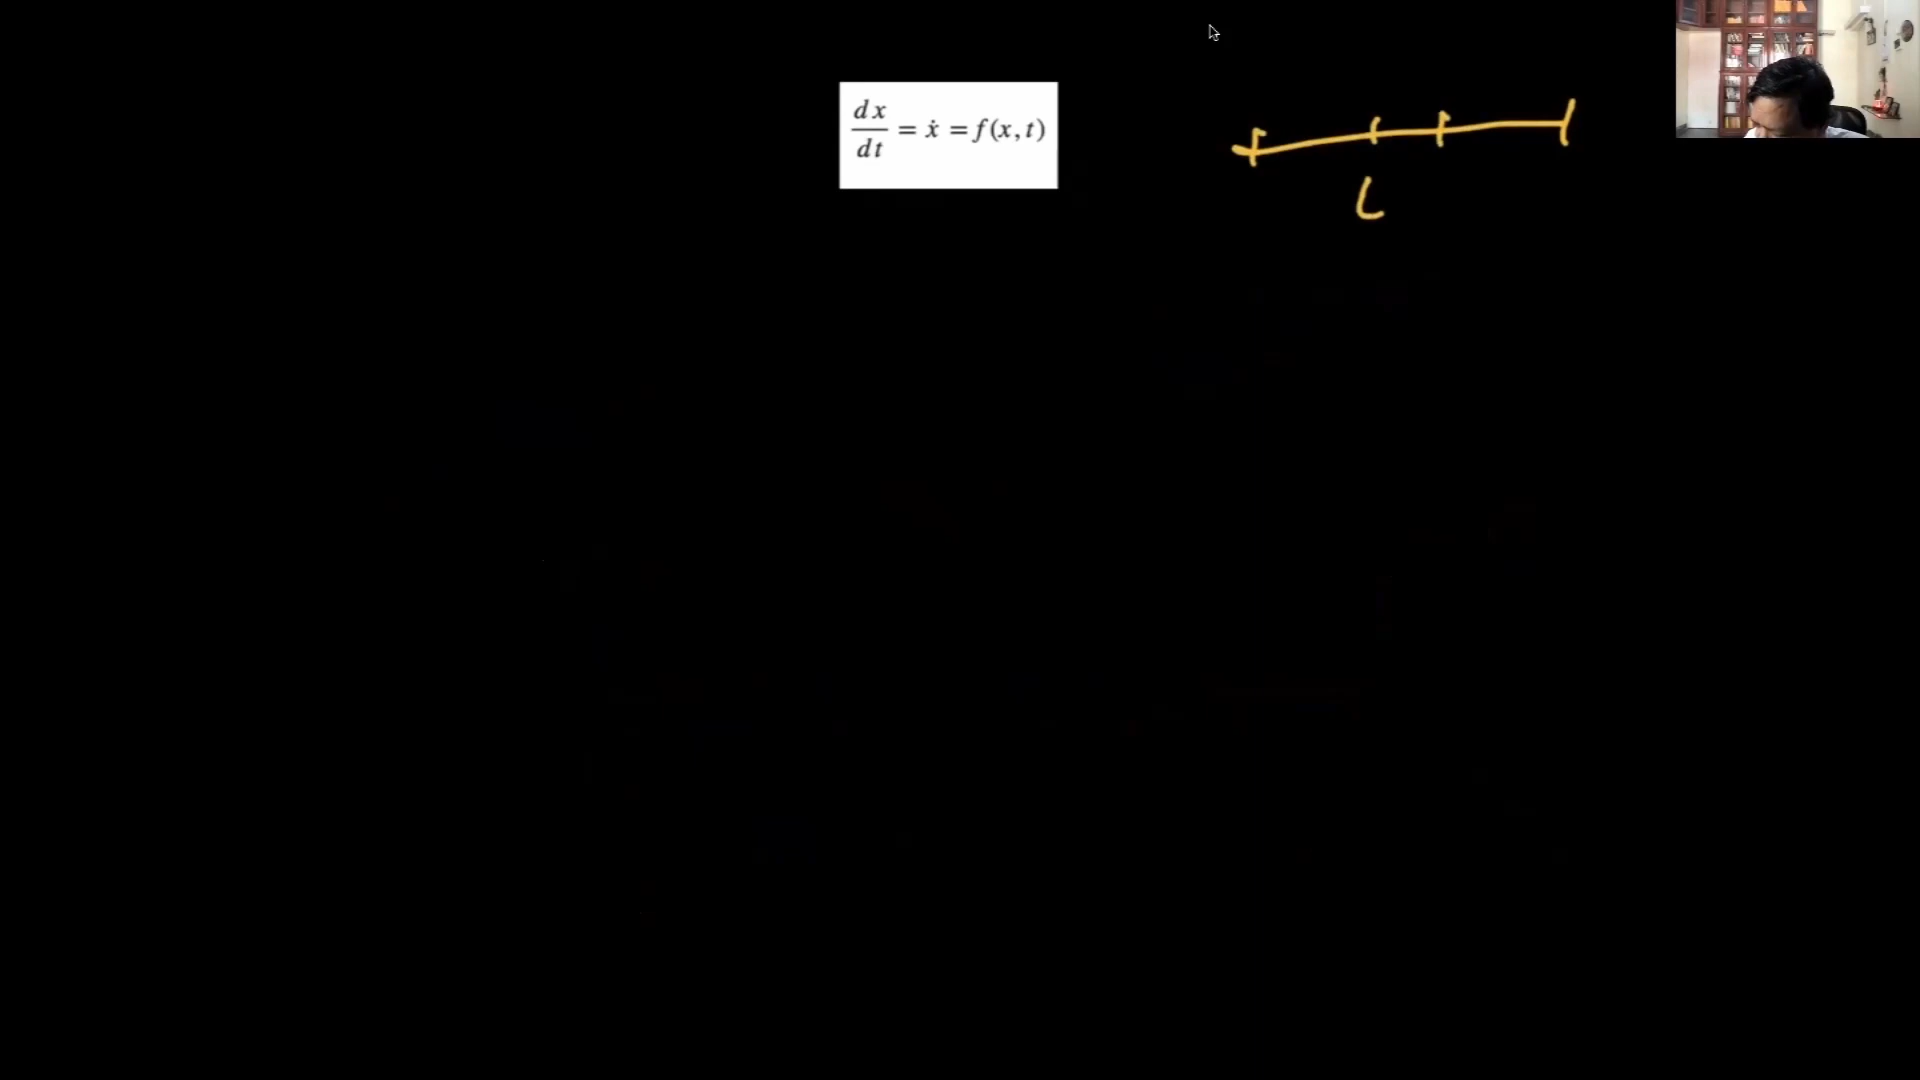 dx/dt = ẋ = f(x, t)
L